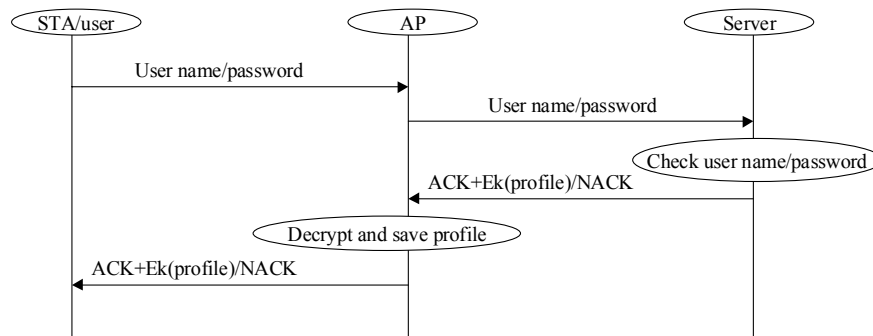 STA/user
AP
Server
User name/password
User name/password
Check user name/password
ACK+Ek(profile)/NACK
Decrypt and save profile
ACK+Ek(profile)/NACK